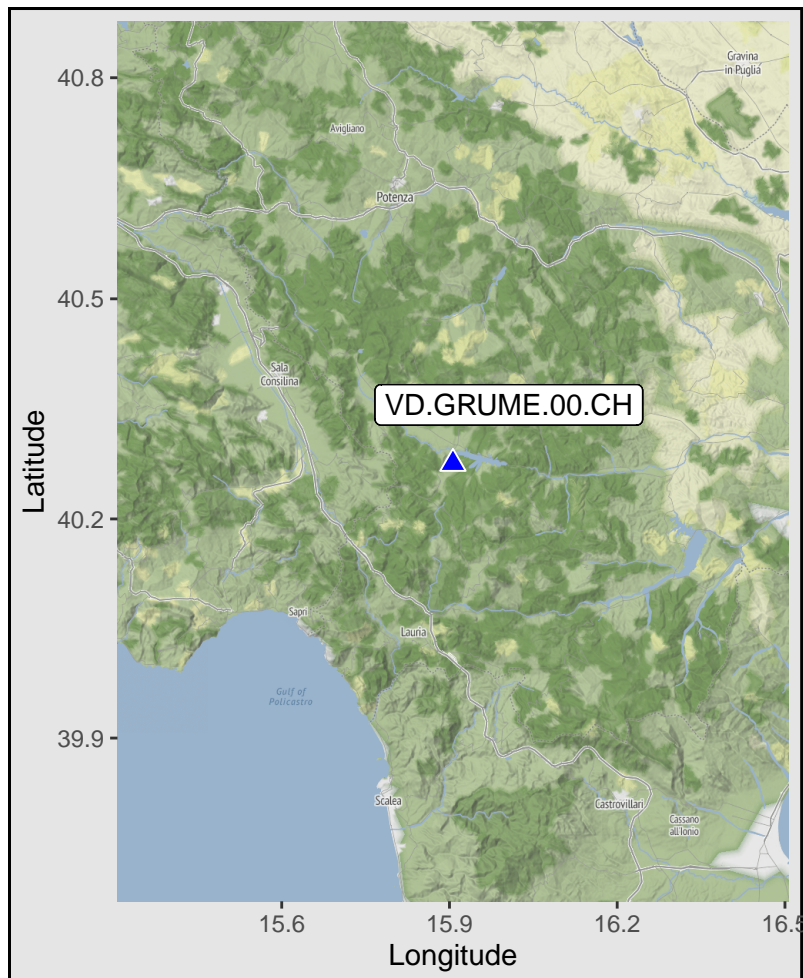 40.8
40.5
40.2
39.9
Latitude
Gravina
in Puglia
Avigliano
Potenza
Sala
Consilina
VD.GRUME.00.CH
Sapri
Lauria
Gulf of
Policastro
Scalea
Castrovillari
Cassano
all'Ionio
15.6
15.9
16.2
16.5
Longitude